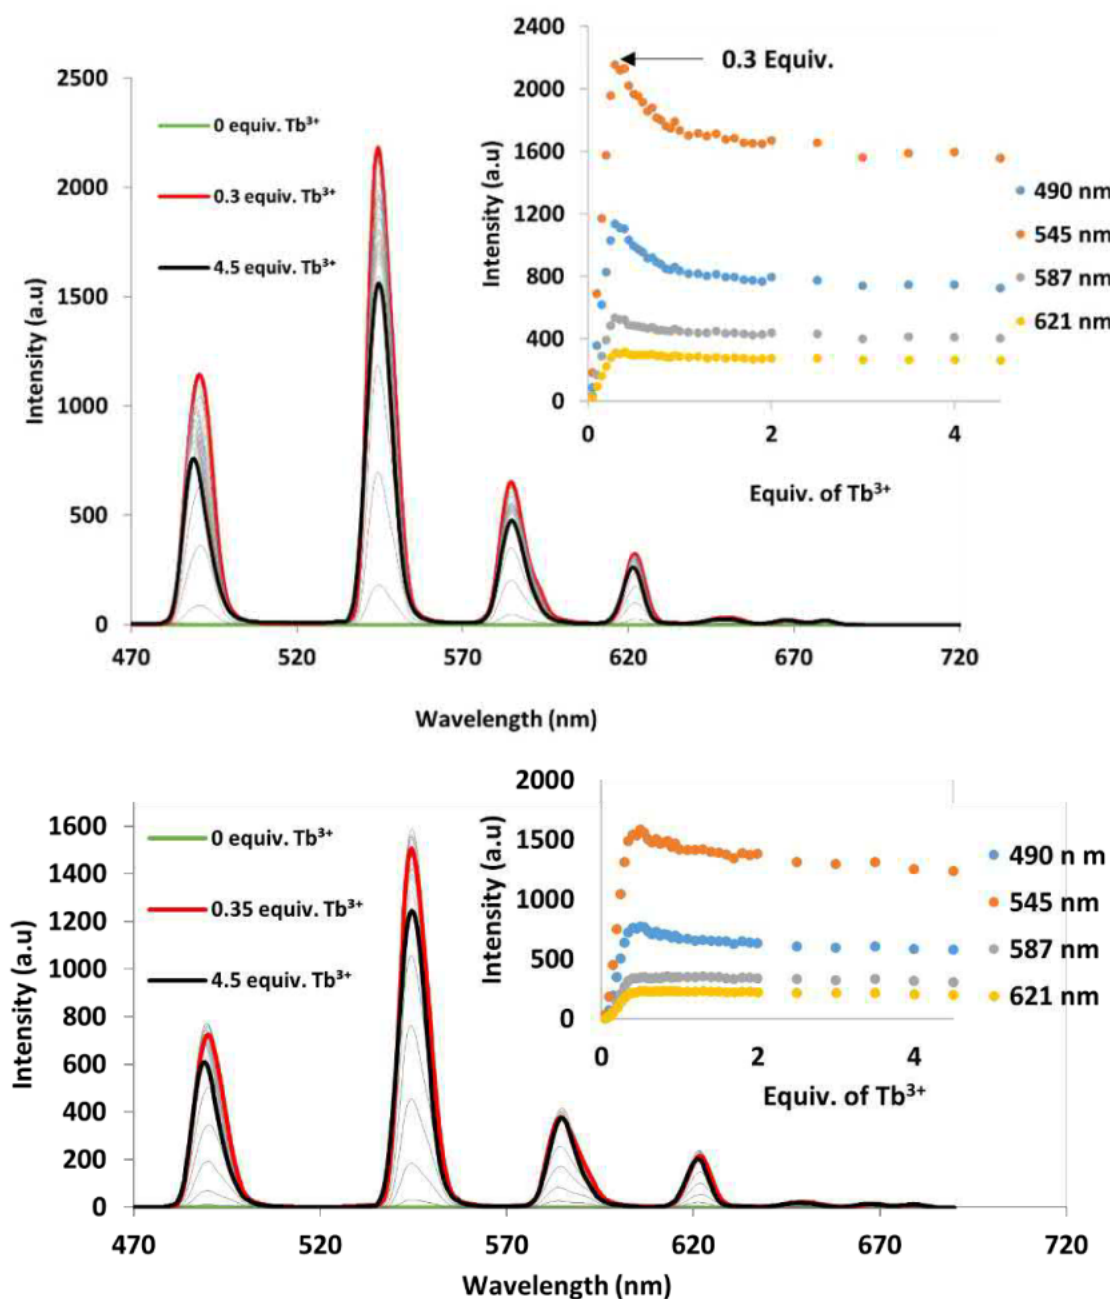 2500
2000
1500
1000
500
0
Intensity (a.u)
0 equiv. Tb³⁺
0.3 equiv. Tb³⁺
4.5 equiv. Tb³⁺
470 520 570 620 670 720
Wavelength (nm)
2400
2000
1600
1200
800
400
0
Intensity (a.u)
0.3 Equiv.
490 nm
545 nm
587 nm
621 nm
0 2 4
Equiv. of Tb³⁺
1600
1400
1200
1000
800
600
400
200
0
Intensity (a.u)
0 equiv. Tb³⁺
0.35 equiv. Tb³⁺
4.5 equiv. Tb³⁺
470 520 570 620 670 720
Wavelength (nm)
2000
1500
1000
500
0
Intensity (a.u)
490 n m
545 nm
587 nm
621 nm
0 2 4
Equiv. of Tb³⁺